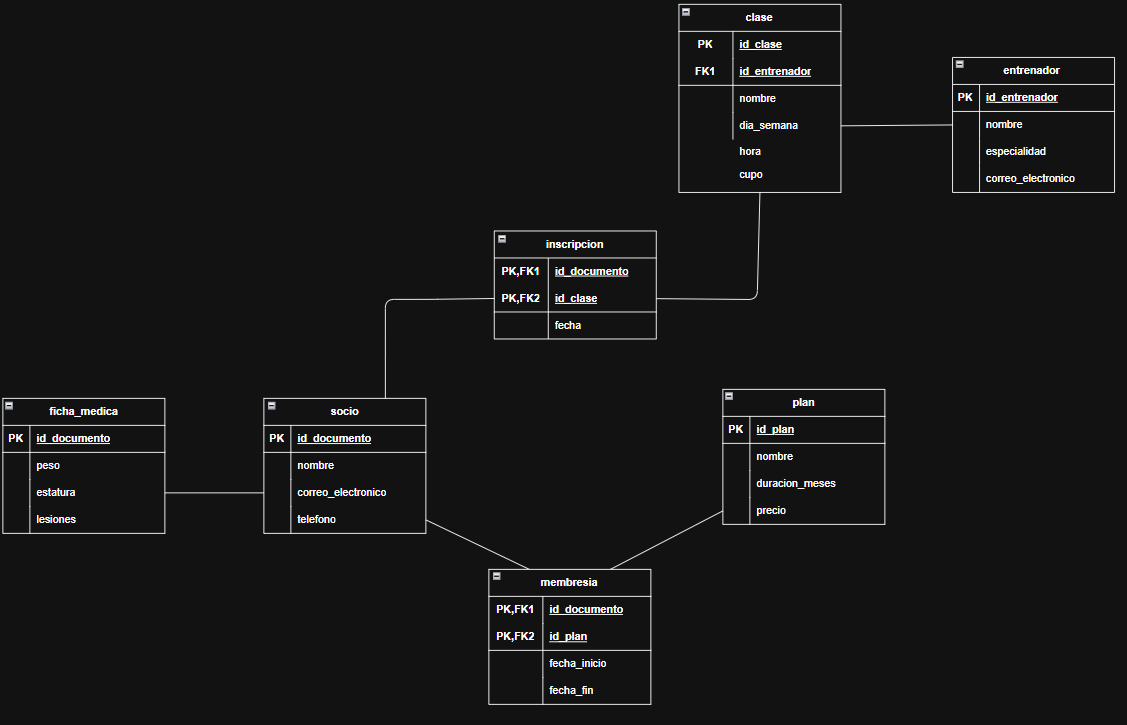 clase
PK id_clase
FK1 id_entrenador
nombre
dia_semana
hora
cupo
entrenador
PK id_entrenador
nombre
especialidad
correo_electronico
inscripcion
PK,FK1 id_documento
PK,FK2 id_clase
fecha
ficha_medica
PK id_documento
peso
estatura
lesiones
socio
PK id_documento
nombre
correo_electronico
telefono
plan
PK id_plan
nombre
duracion_meses
precio
membresia
PK,FK1 id_documento
PK,FK2 id_plan
fecha_inicio
fecha_fin